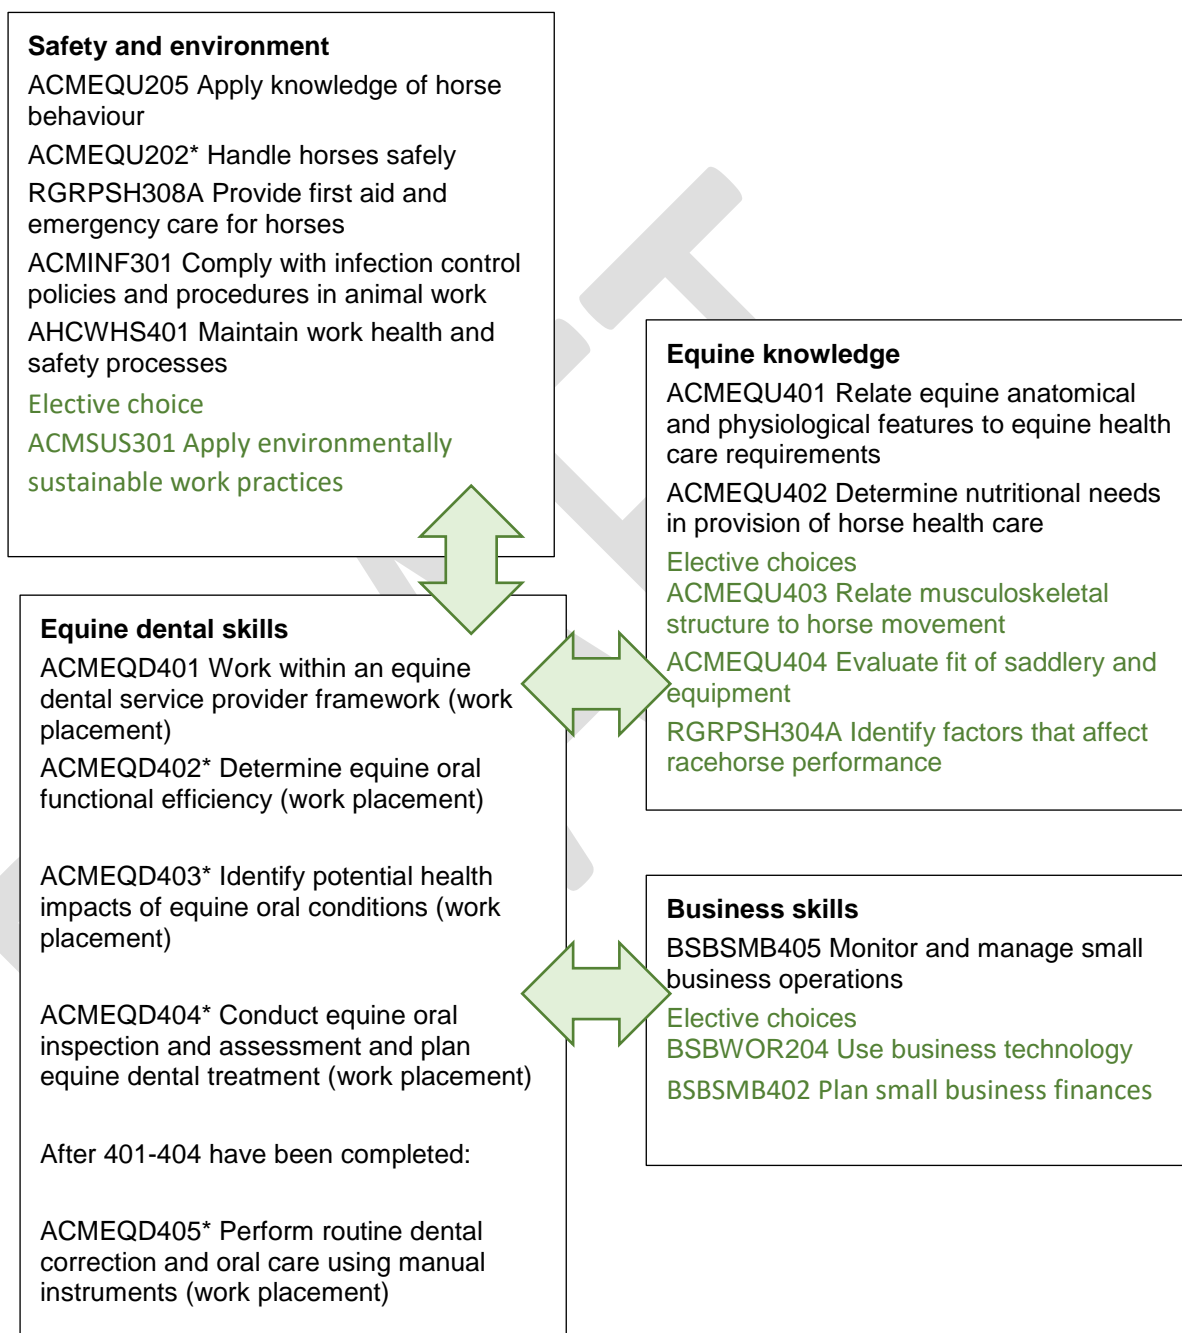 Safety and environment
ACMEQU205 Apply knowledge of horse
behaviour
ACMEQU202* Handle horses safely
RGRPSH308A Provide first aid and
emergency care for horses
ACMINF301 Comply with infection control
policies and procedures in animal work
AHCWHS401 Maintain work health and
safety processes
Elective choice
ACMSUS301 Apply environmentally
sustainable work practices
Equine knowledge
ACMEQU401 Relate equine anatomical
and physiological features to equine health
care requirements
ACMEQU402 Determine nutritional needs
in provision of horse health care
Elective choices
ACMEQU403 Relate musculoskeletal
structure to horse movement
ACMEQU404 Evaluate fit of saddlery and
equipment
RGRPSH304A Identify factors that affect
racehorse performance
Equine dental skills
ACMEQD401 Work within an equine
dental service provider framework (work
placement)
ACMEQD402* Determine equine oral
functional efficiency (work placement)
ACMEQD403* Identify potential health
impacts of equine oral conditions (work
placement)
ACMEQD404* Conduct equine oral
inspection and assessment and plan
equine dental treatment (work placement)
After 401-404 have been completed:
ACMEQD405* Perform routine dental
correction and oral care using manual
instruments (work placement)
Business skills
BSBSMB405 Monitor and manage small
business operations
Elective choices
BSBWOR204 Use business technology
BSBSMB402 Plan small business finances